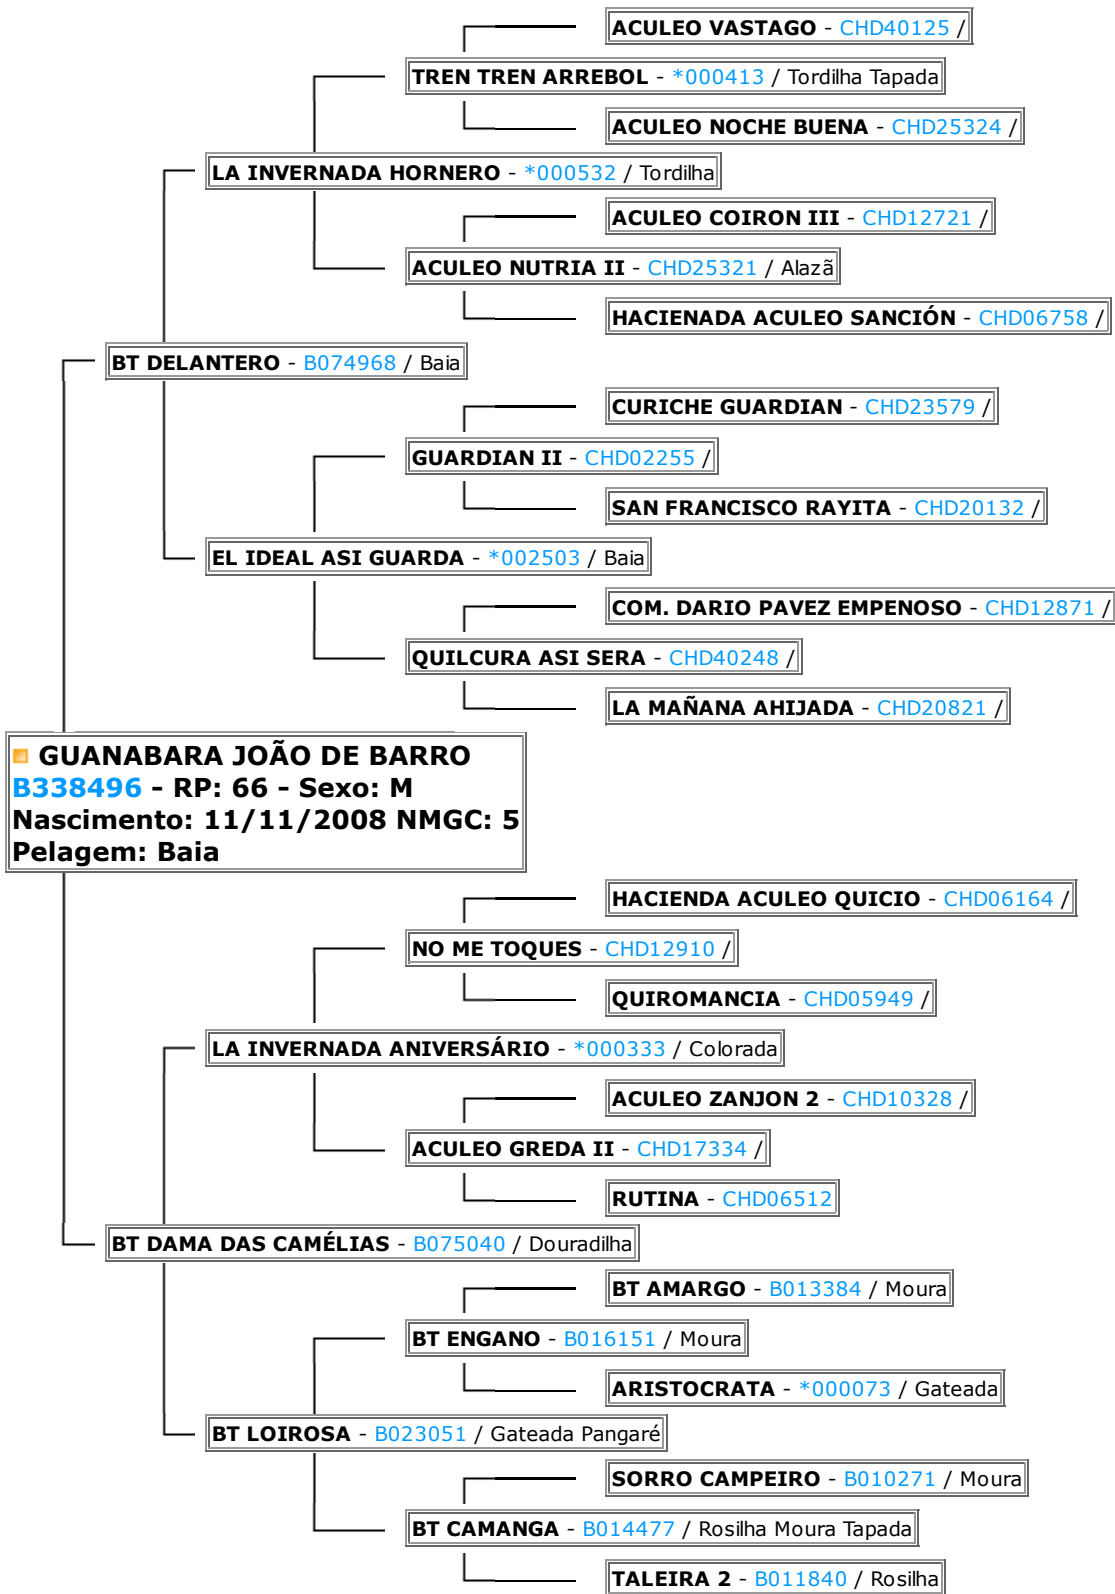 ACULEO VASTAGO - CHD40125 /
TREN TREN ARREBOL - *000413 / Tordilha Tapada
ACULEO NOCHE BUENA - CHD25324 /
LA INVERNADA HORNERO - *000532 / Tordilha
ACULEO COIRON III - CHD12721 /
ACULEO NUTRIA II - CHD25321 / Alazã
HACIENADA ACULEO SANCIÓN - CHD06758 /
BT DELANTERO - B074968 / Baia
CURICHE GUARDIAN - CHD23579 /
GUARDIAN II - CHD02255 /
SAN FRANCISCO RAYITA - CHD20132 /
EL IDEAL ASI GUARDA - *002503 / Baia
COM. DARIO PAVEZ EMPENOSO - CHD12871 /
QUILCURA ASI SERA - CHD40248 /
LA MAÑANA AHIJADA - CHD20821 /
GUANABARA JOÃO DE BARRO
B338496 - RP: 66 - Sexo: M
Nascimento: 11/11/2008 NMGC: 5
Pelagem: Baia
HACIENDA ACULEO QUICIO - CHD06164 /
NO ME TOQUES - CHD12910 /
QUIROMANCIA - CHD05949 /
LA INVERNADA ANIVERSÁRIO - *000333 / Colorada
ACULEO ZANJON 2 - CHD10328 /
ACULEO GREDA II - CHD17334 /
RUTINA - CHD06512
BT DAMA DAS CAMÉLIAS - B075040 / Douradilha
BT AMARGO - B013384 / Moura
BT ENGANO - B016151 / Moura
ARISTOCRATA - *000073 / Gateada
BT LOIROSA - B023051 / Gateada Pangaré
SORRO CAMPEIRO - B010271 / Moura
BT CAMANGA - B014477 / Rosilha Moura Tapada
TALEIRA 2 - B011840 / Rosilha